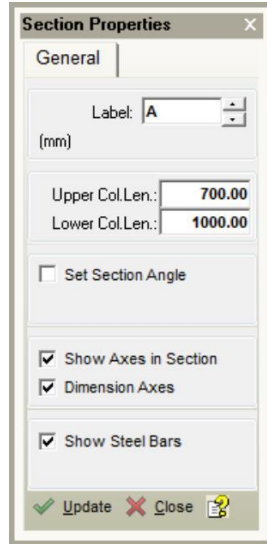 Section Properties X
General
Label: A
(mm)
Upper Col.Len.: 700.00
Lower Col.Len.: 1000.00
Set Section Angle
Show Axes in Section
Dimension Axes
Show Steel Bars
Update Close